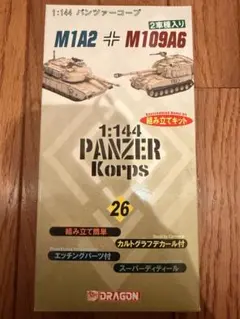 1:144 パンツァーコープ
2車種入り
M1A2 M109A6
組み立てキット
1:144
PANZER
Korps
26
組み立て簡単
カルトグラフデカール付
エッチングパーツ付
スーパーディティール
DRAGON